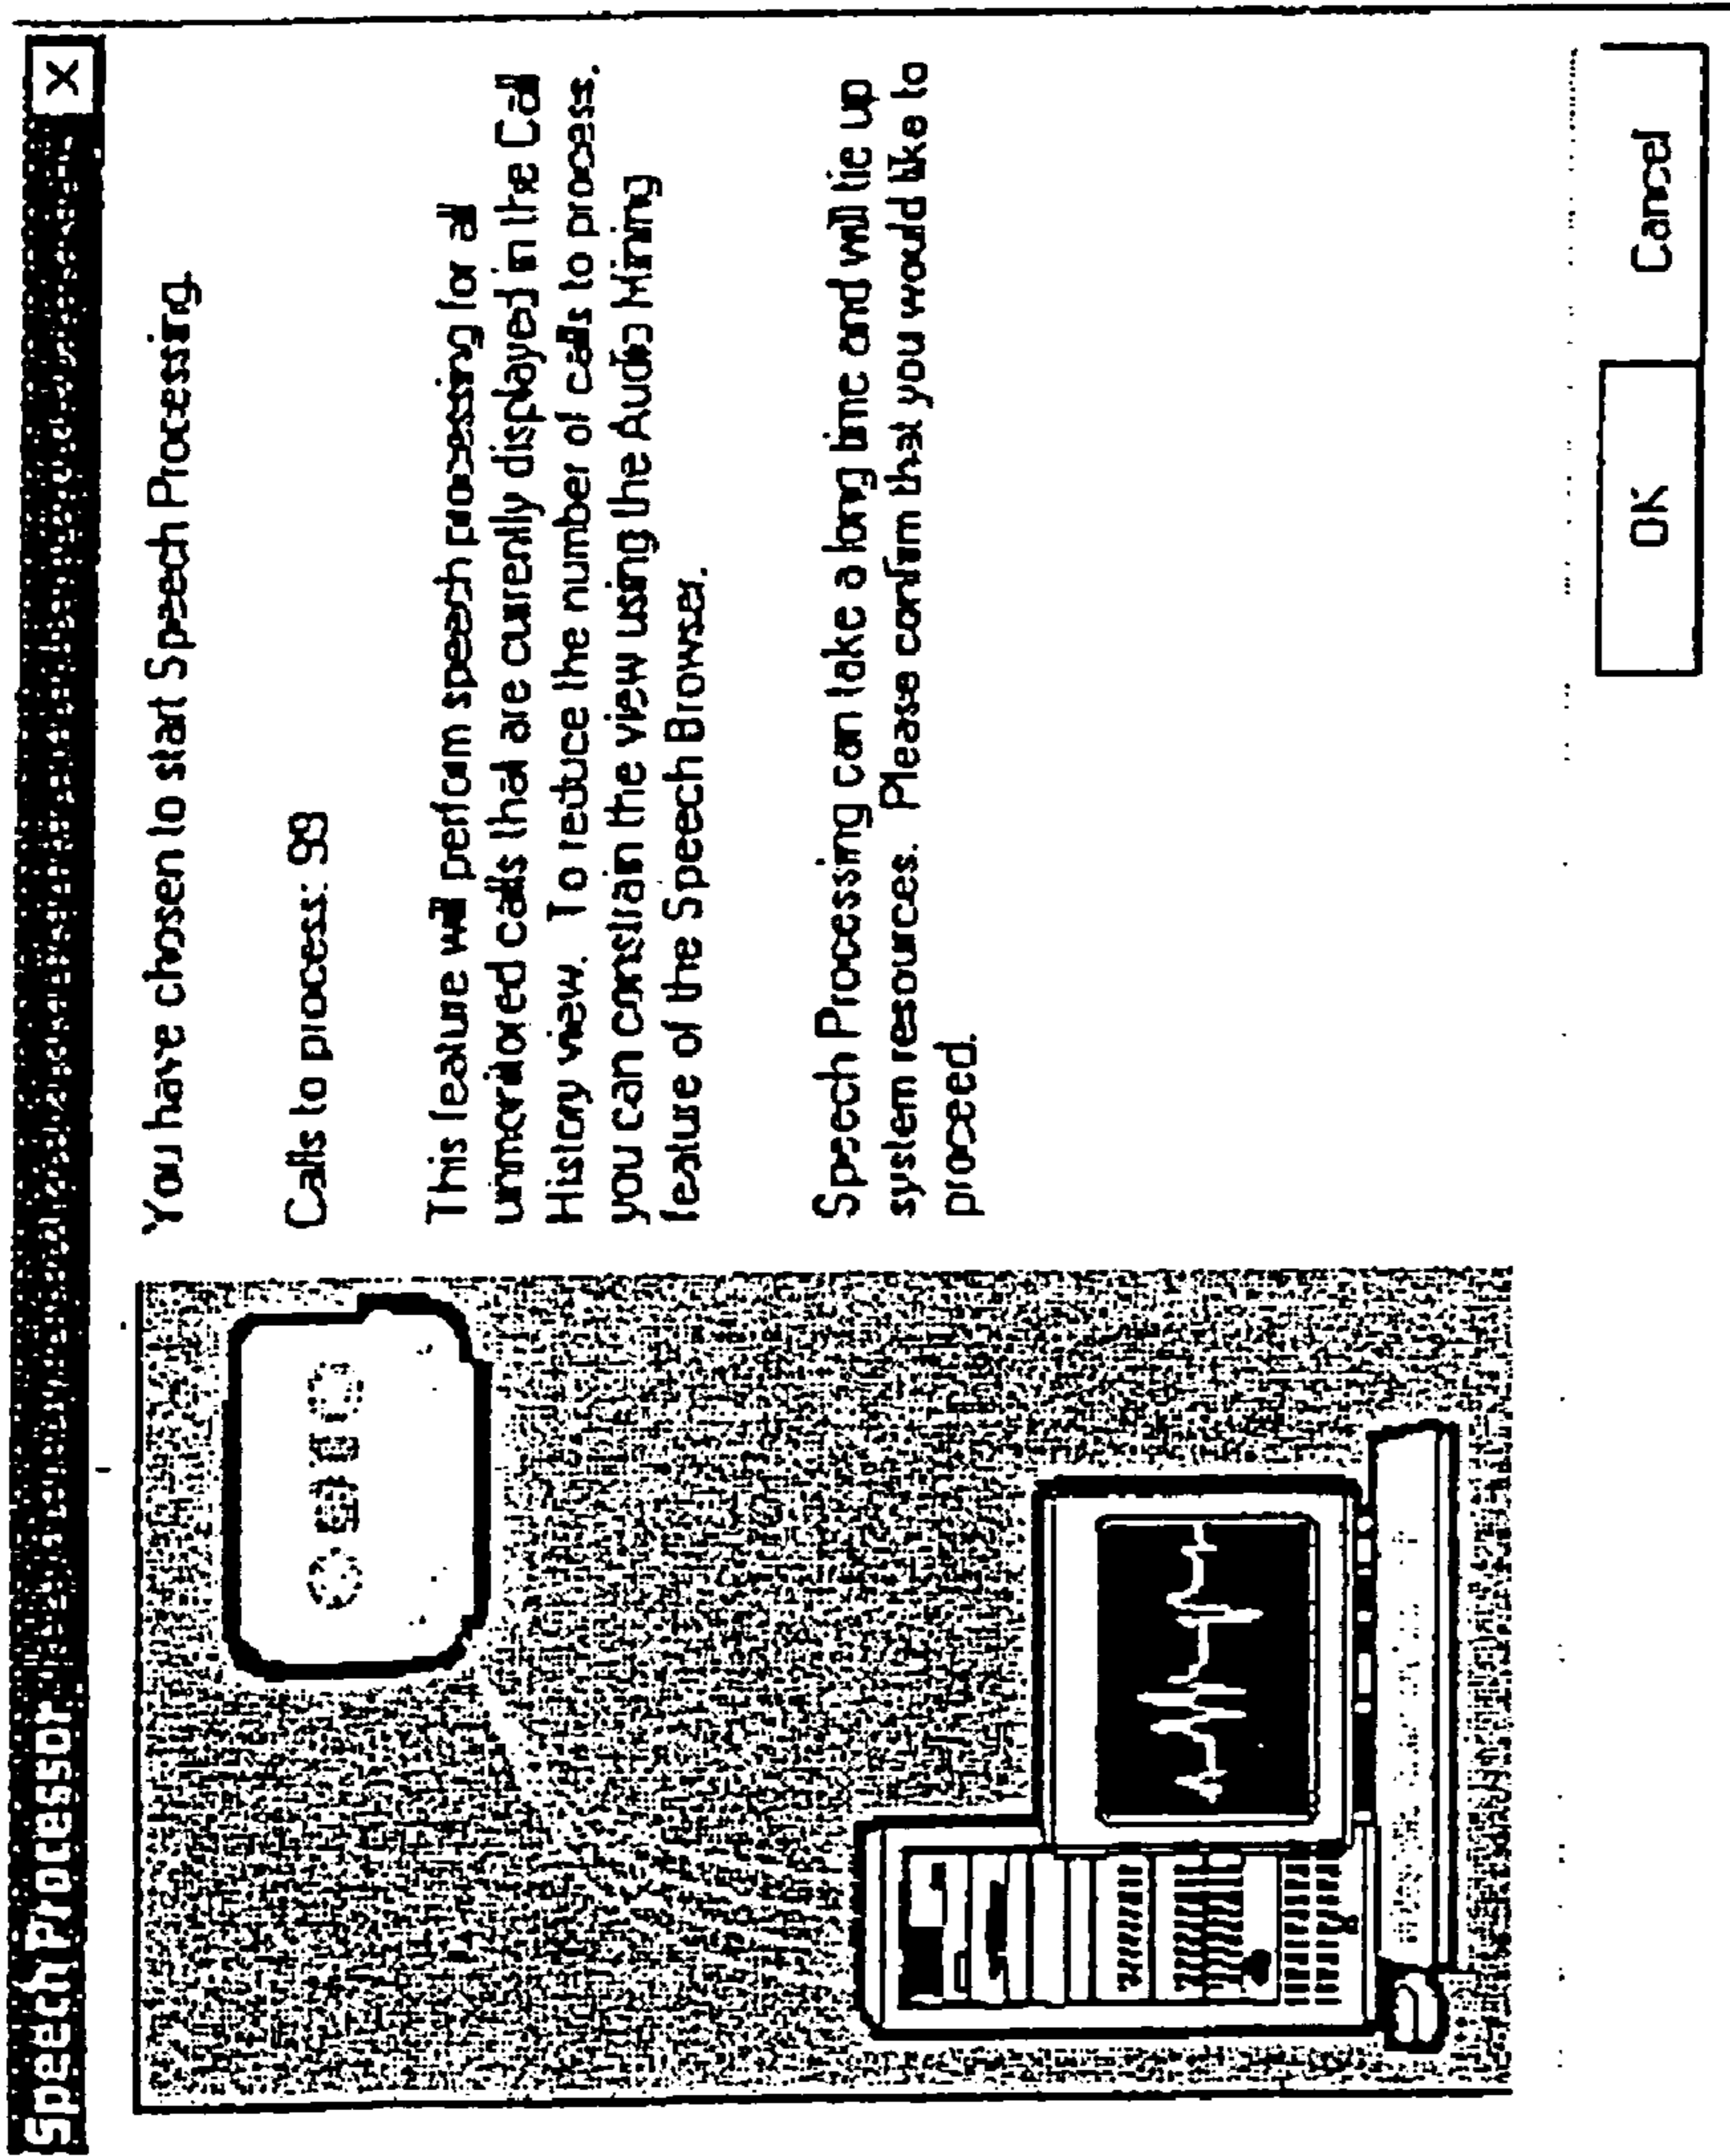 Speech Processor
X
You have chosen to start Speech Processing.
Calls to process: 99
This feature will perform speech processing for all
unmonitored calls that are currently displayed in the Call
History view. To reduce the number of calls to process,
you can constrain the view using the Audio Mining
feature of the Speech Browser.
Speech Processing can take a long time and will tie up
system resources. Please confirm that you would like to
proceed.
OK
Cancel